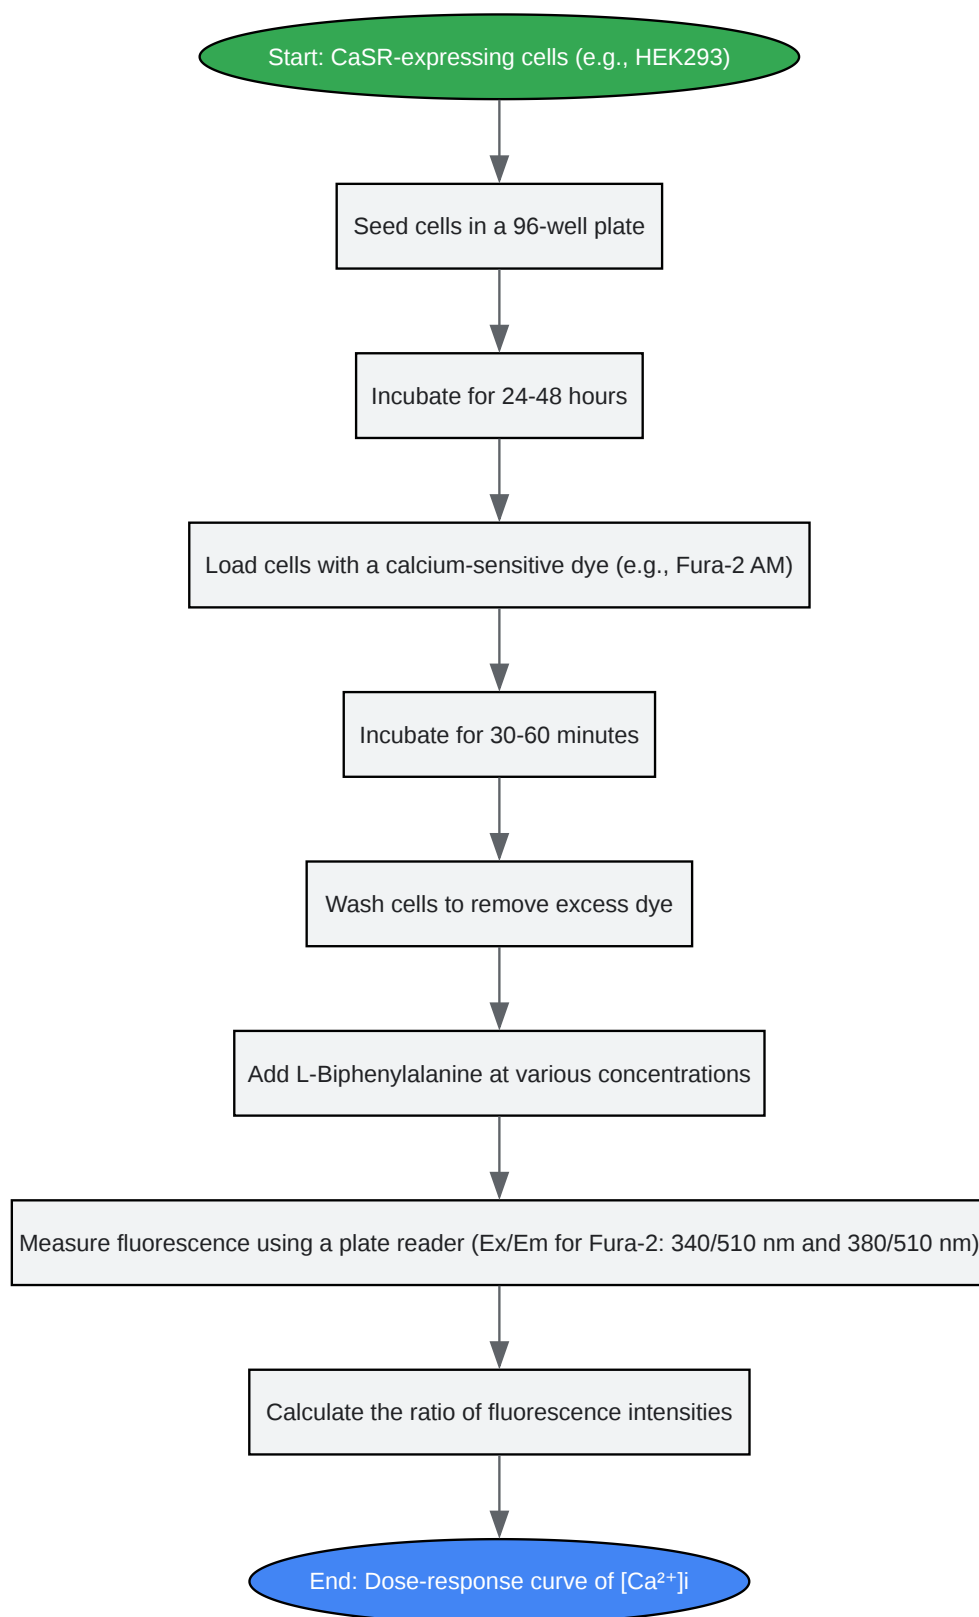 Start: CaSR-expressing cells (e.g., HEK293)
Seed cells in a 96-well plate
Incubate for 24-48 hours
Load cells with a calcium-sensitive dye (e.g., Fura-2 AM)
Incubate for 30-60 minutes
Wash cells to remove excess dye
Add L-Biphenylalanine at various concentrations
Measure fluorescence using a plate reader (Ex/Em for Fura-2: 340/510 nm and 380/510 nm)
Calculate the ratio of fluorescence intensities
End: Dose-response curve of [Ca²⁺]i